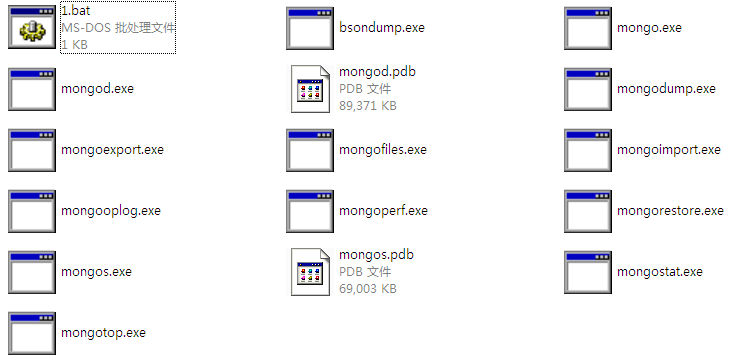 1.bat
MS-DOS 批处理文件
1 KB
bsondump.exe
mongo.exe
mongod.exe
mongod.pdb
PDB 文件
89,371 KB
mongodump.exe
mongoexport.exe
mongofiles.exe
mongoimport.exe
mongooplog.exe
mongoperf.exe
mongorestore.exe
mongos.exe
mongos.pdb
PDB 文件
69,003 KB
mongostat.exe
mongotop.exe